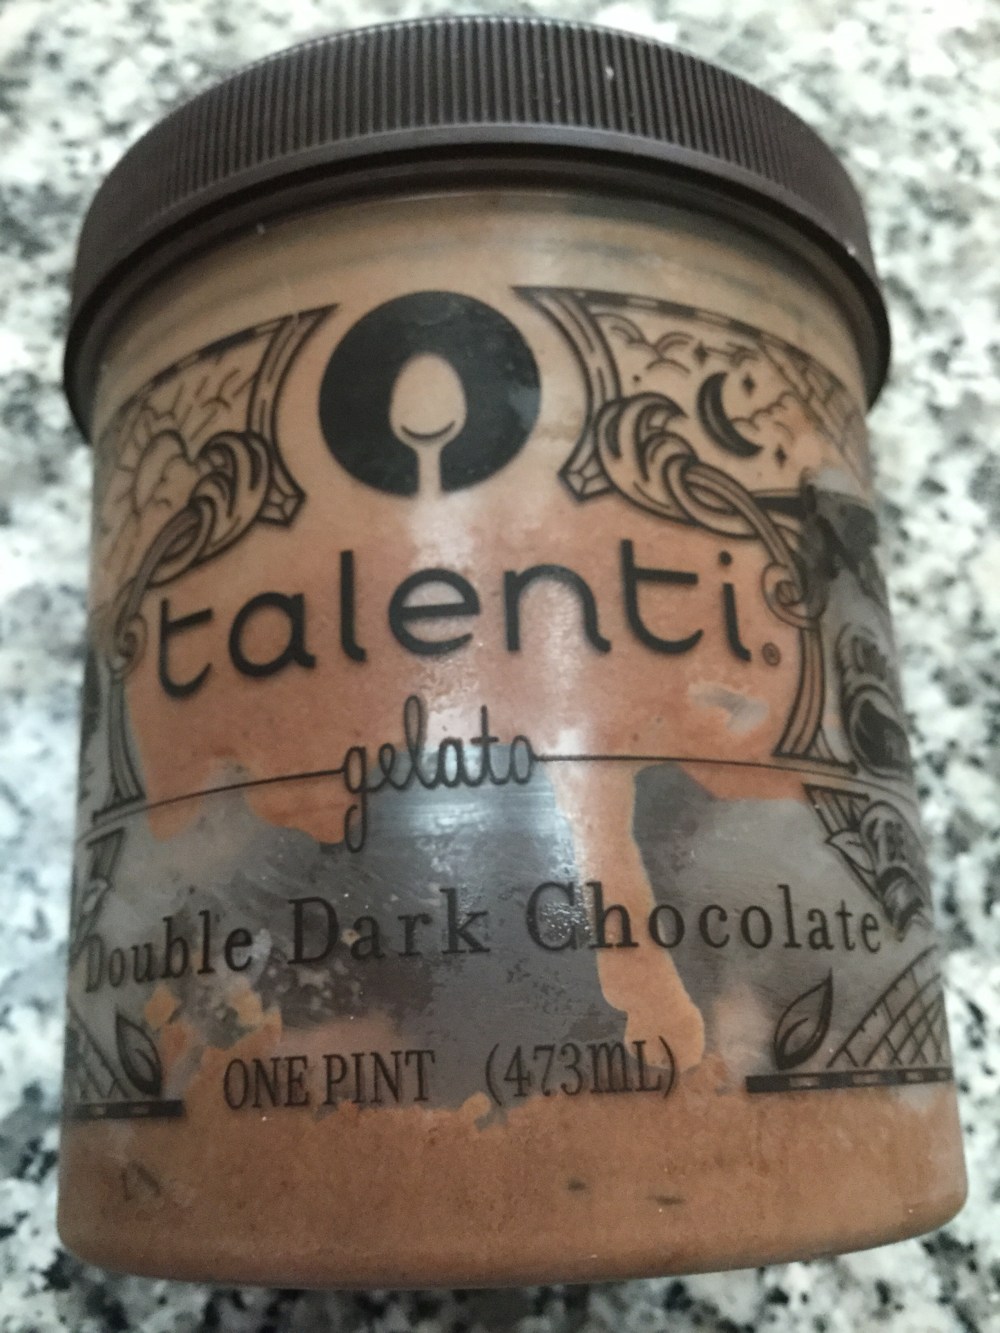 talenti®
gelato
Double Dark Chocolate
ONE PINT (473mL)